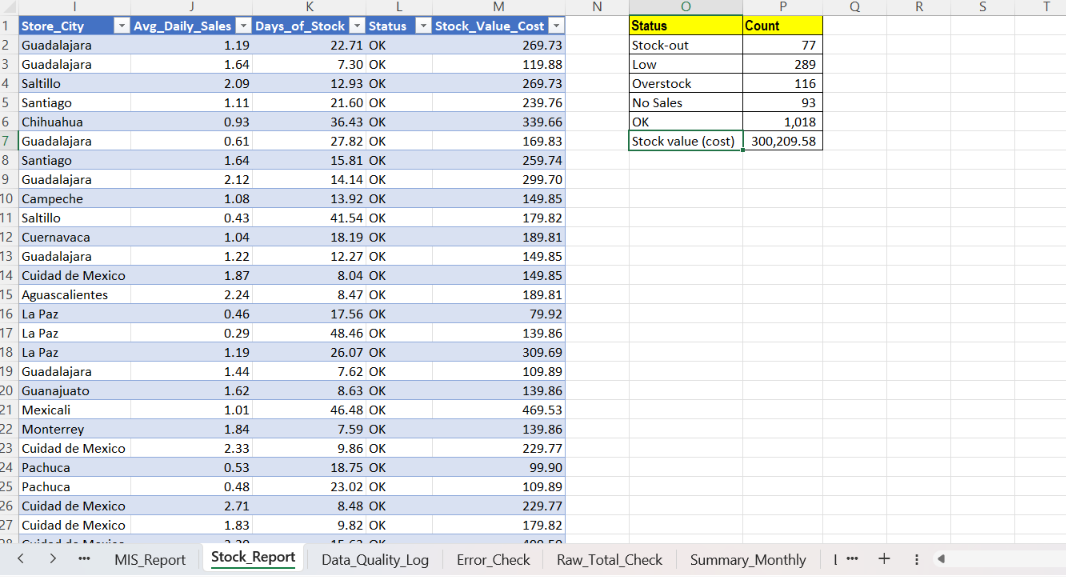 I J K L M N O P Q R S T
1 Store_City Avg_Daily_Sales Days_of_Stock Status Stock_Value_Cost Status Count
2 Guadalajara 1.19 22.71 OK 269.73 Stock-out 77
3 Guadalajara 1.64 7.30 OK 119.88 Low 289
4 Saltillo 2.09 12.93 OK 269.73 Overstock 116
5 Santiago 1.11 21.60 OK 239.76 No Sales 93
6 Chihuahua 0.93 36.43 OK 339.66 OK 1,018
7 Guadalajara 0.61 27.82 OK 169.83 Stock value (cost) 300,209.58
8 Santiago 1.64 15.81 OK 259.74
9 Guadalajara 2.12 14.14 OK 299.70
10 Campeche 1.08 13.92 OK 149.85
11 Saltillo 0.43 41.54 OK 179.82
12 Cuernavaca 1.04 18.19 OK 189.81
13 Guadalajara 1.22 12.27 OK 149.85
14 Cuidad de Mexico 1.87 8.04 OK 149.85
15 Aguascalientes 2.24 8.47 OK 189.81
16 La Paz 0.46 17.56 OK 79.92
17 La Paz 0.29 48.46 OK 139.86
18 La Paz 1.19 26.07 OK 309.69
19 Guadalajara 1.44 7.62 OK 109.89
20 Guanajuato 1.62 8.63 OK 139.86
21 Mexicali 1.01 46.48 OK 469.53
22 Monterrey 1.84 7.59 OK 139.86
23 Cuidad de Mexico 2.33 9.86 OK 229.77
24 Pachuca 0.53 18.75 OK 99.90
25 Pachuca 0.48 23.02 OK 109.89
26 Cuidad de Mexico 2.71 8.48 OK 229.77
27 Cuidad de Mexico 1.83 9.82 OK 179.82
MIS_Report Stock_Report Data_Quality_Log Error_Check Raw_Total_Check Summary_Monthly